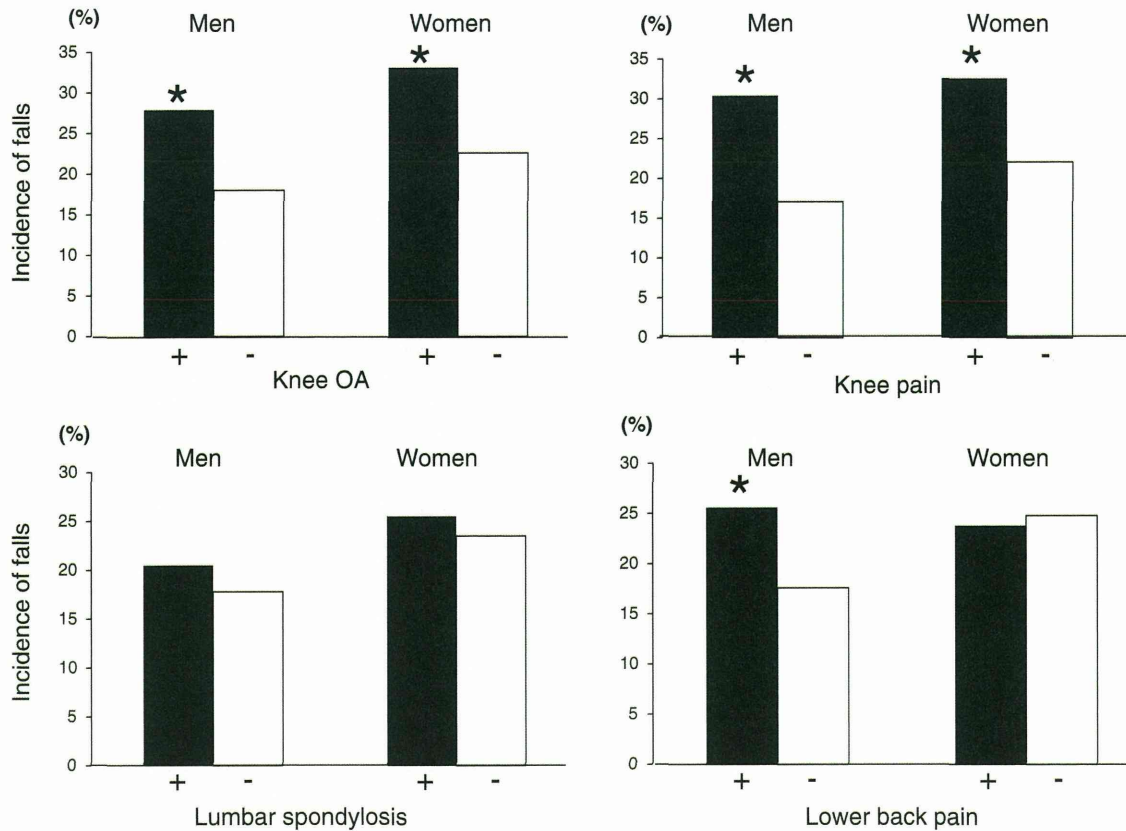 (%)
Men Women
*
*
35
30
25
20
15
10
5
0
Incidence of falls
+ - + -
Knee OA
(%)
Men Women
*
*
35
30
25
20
15
10
5
0
+ - + -
Knee pain
(%)
Men Women
30
25
20
15
10
5
0
Incidence of falls
+ - + -
Lumbar spondylosis
(%)
Men Women
*
30
25
20
15
10
5
0
+ - + -
Lower back pain